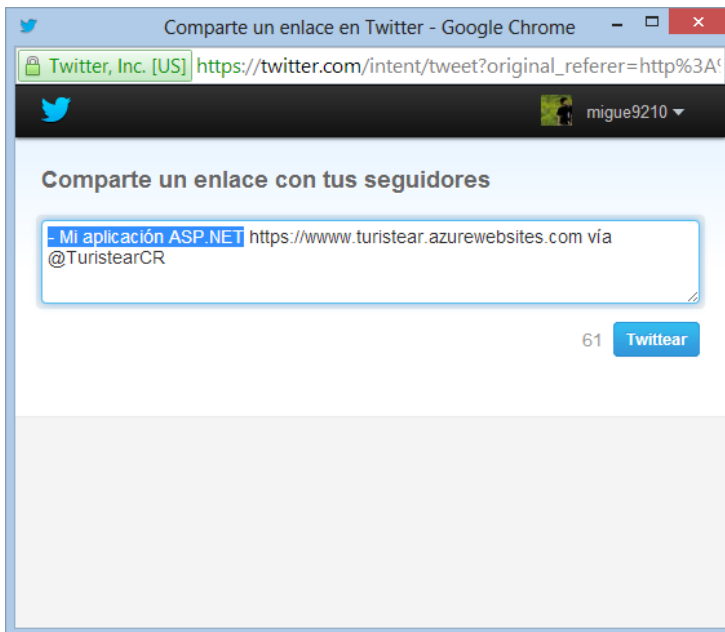 Comparte un enlace en Twitter - Google Chrome
Twitter, Inc. [US] https://twitter.com/intent/tweet?original_referer=http%3A%
migue9210
Comparte un enlace con tus seguidores
- Mi aplicación ASP.NET https://wwww.turistear.azurewebsites.com vía
@TuristearCR
61 Twittear